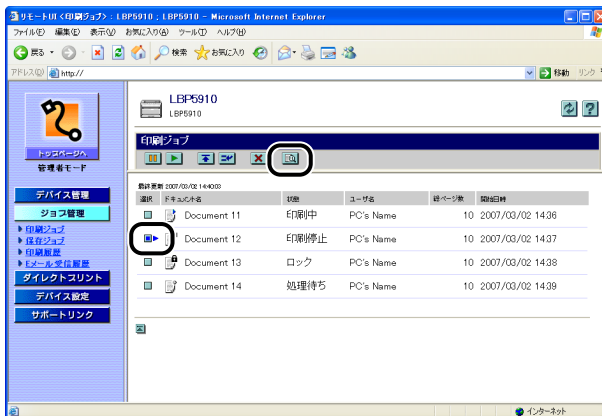 リモートUI <印刷ジョブ> : LBP5910 ; LBP5910 - Microsoft Internet Explorer
ファイル(F) 編集(E) 表示(V) お気に入り(A) ツール(T) ヘルプ(H)
戻る 検索 お気に入り
アドレス(D) http:// 移動 リンク
LBP5910
LBP5910
トップページへ
管理者モード
デバイス管理
ジョブ管理
印刷ジョブ
保存ジョブ
印刷履歴
Eメール受信履歴
ダイレクトプリント
デバイス設定
サポートリンク
印刷ジョブ
最終更新 2007/03/02 14:40:03
選択 ドキュメント名 状態 ユーザ名 総ページ数 開始日時
Document 11 印刷中 PC's Name 10 2007/03/02 14:36
Document 12 印刷停止 PC's Name 10 2007/03/02 14:37
Document 13 ロック PC's Name 10 2007/03/02 14:38
Document 14 処理待ち PC's Name 10 2007/03/02 14:39
インターネット